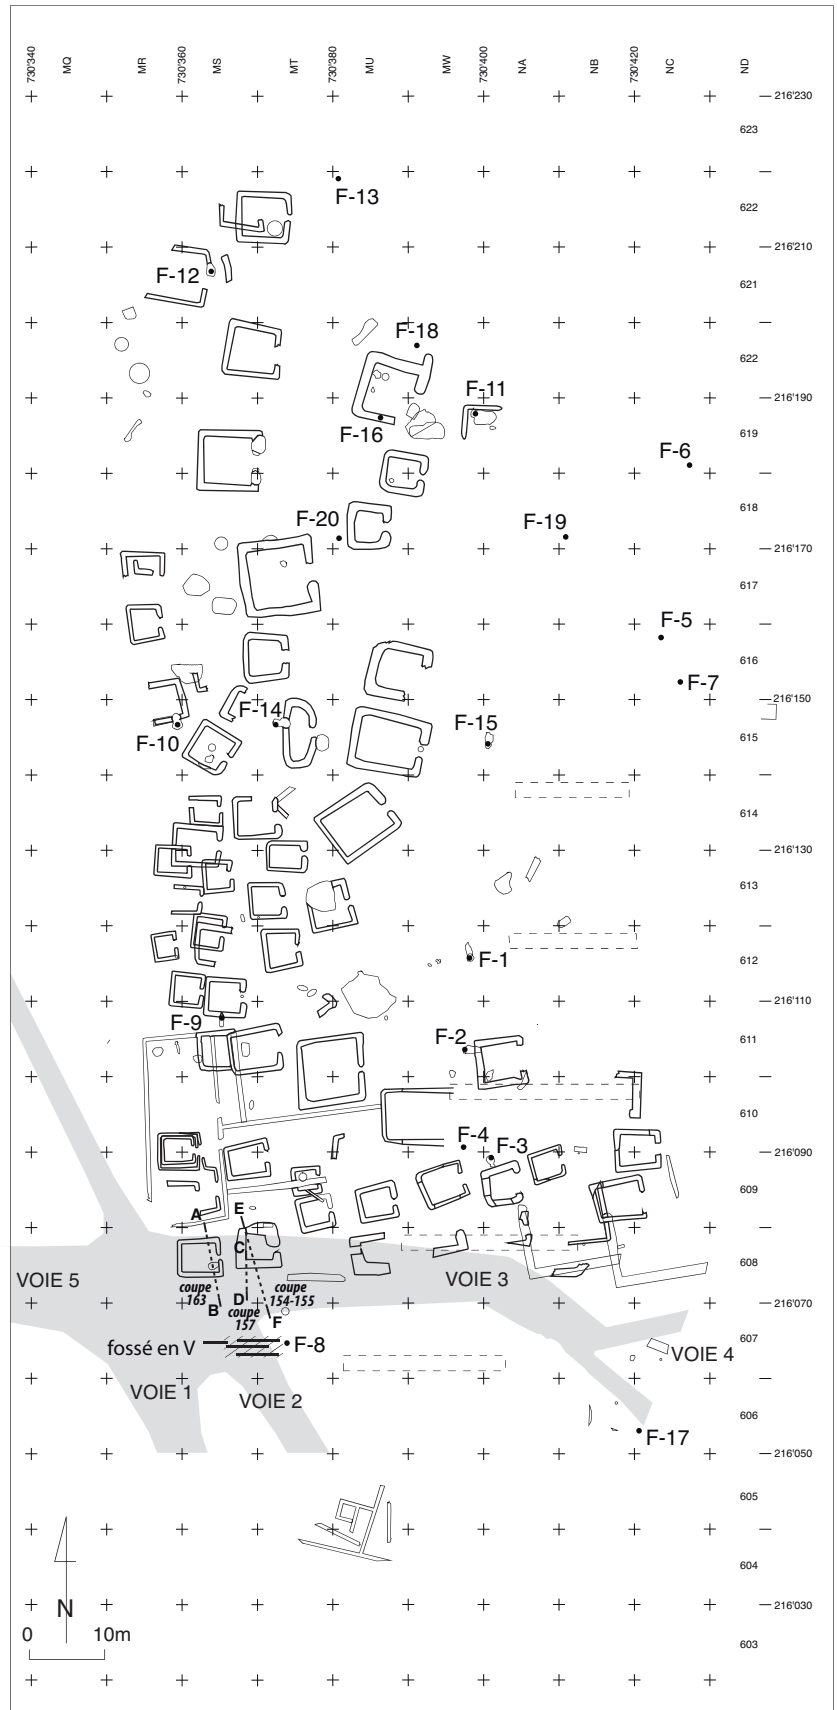 730'340
MQ
MR
730'360
MS
MT
730'380
MU
MW
730'400
NA
NB
730'420
NC
ND
216'230
623
F-13
622
216'210
F-12
621
F-18
622
F-11
216'190
F-16
619
F-6
618
F-20
F-19
216'170
617
F-5
616
F-7
216'150
F-14
F-15
F-10
615
614
216'130
613
F-1
612
216'110
F-9
F-2
611
610
F-4
F-3
216'090
609
A
E
C
608
VOIE 5
VOIE 3
coupe
163
coupe
154-155
B
D
216'070
coupe
157
F
607
fossé en V
F-8
VOIE 4
VOIE 1
VOIE 2
606
F-17
216'050
605
604
N
216'030
0
10m
603